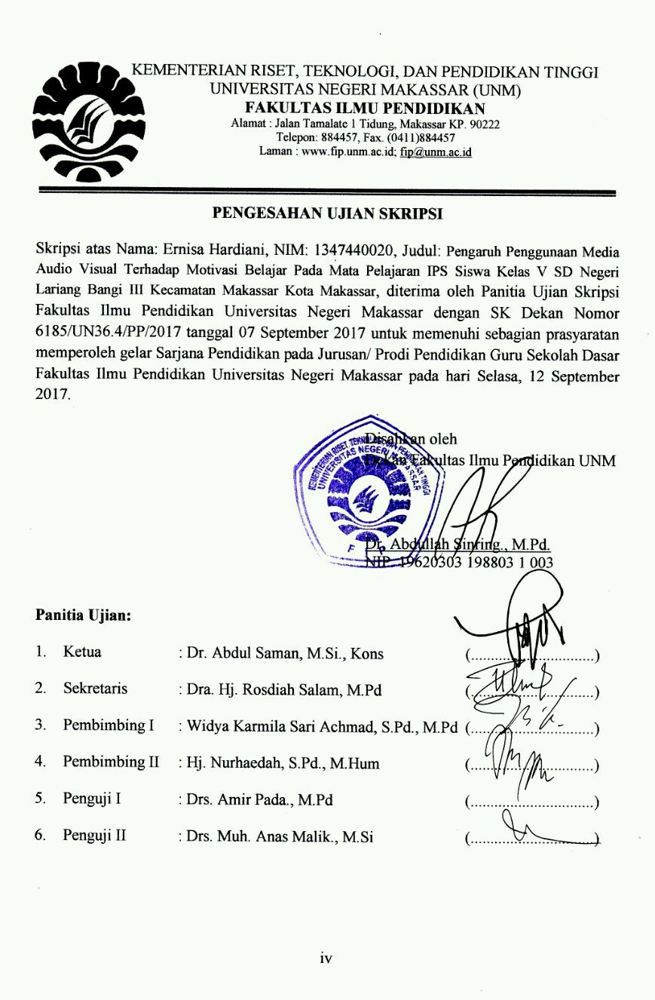 KEMENTERIAN RISET, TEKNOLOGI, DAN PENDIDIKAN TINGGI
UNIVERSITAS NEGERI MAKASSAR (UNM)
FAKULTAS ILMU PENDIDIKAN
Alamat : Jalan Tamalate 1 Tidung, Makassar KP. 90222
Telepon: 884457, Fax. (0411)884457
Laman : www.fip.unm.ac.id; fip@unm.ac.id
PENGESAHAN UJIAN SKRIPSI
Skripsi atas Nama: Ernisa Hardiani, NIM: 1347440020, Judul: Pengaruh Penggunaan Media
Audio Visual Terhadap Motivasi Belajar Pada Mata Pelajaran IPS Siswa Kelas V SD Negeri
Lariang Bangi III Kecamatan Makassar Kota Makassar, diterima oleh Panitia Ujian Skripsi
Fakultas Ilmu Pendidikan Universitas Negeri Makassar dengan SK Dekan Nomor
6185/UN36.4/PP/2017 tanggal 07 September 2017 untuk memenuhi sebagian prasyaratan
memperoleh gelar Sarjana Pendidikan pada Jurusan/ Prodi Pendidikan Guru Sekolah Dasar
Fakultas Ilmu Pendidikan Universitas Negeri Makassar pada hari Selasa, 12 September
2017.
Disahkan oleh
Dekan Fakultas Ilmu Pendidikan UNM
KEMENTERIAN RISET, TEKNOLOGI DAN PENDIDIKAN TINGGI
UNIVERSITAS NEGERI MAKASSAR
F I P
Dr. Abdullah Sinring., M.Pd.
NIP. 19620303 198803 1 003
Panitia Ujian:
1. Ketua : Dr. Abdul Saman, M.Si., Kons (..............................)
2. Sekretaris : Dra. Hj. Rosdiah Salam, M.Pd (..............................)
3. Pembimbing I : Widya Karmila Sari Achmad, S.Pd., M.Pd (..............................)
4. Pembimbing II : Hj. Nurhaedah, S.Pd., M.Hum (..............................)
5. Penguji I : Drs. Amir Pada., M.Pd (..............................)
6. Penguji II : Drs. Muh. Anas Malik., M.Si (..............................)
iv